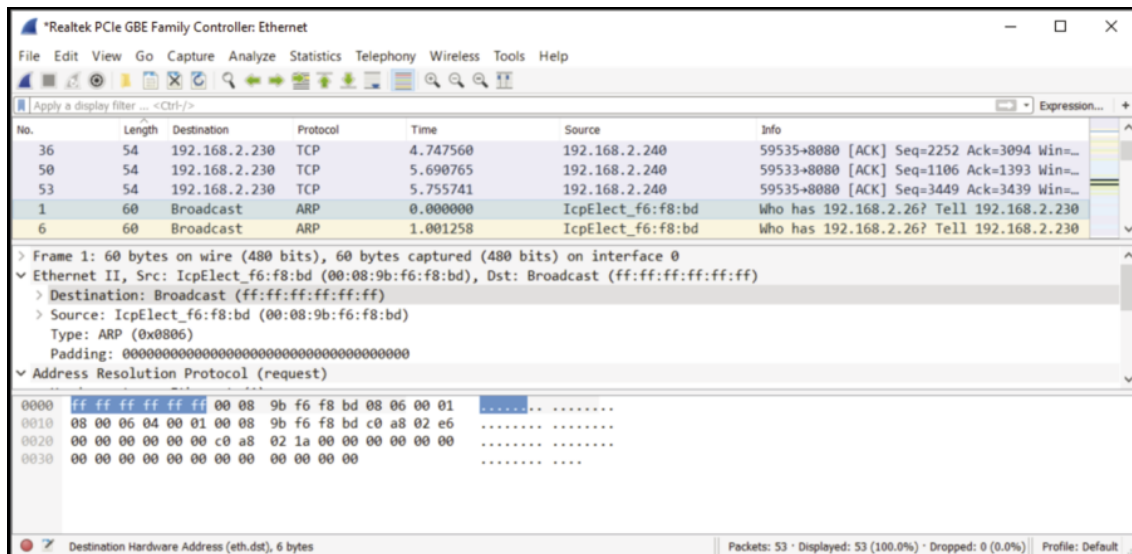 *Realtek PCIe GBE Family Controller: Ethernet
File Edit View Go Capture Analyze Statistics Telephony Wireless Tools Help
Apply a display filter ... <Ctrl-/> Expression... +
No. Length Destination Protocol Time Source Info
36 54 192.168.2.230 TCP 4.747560 192.168.2.240 59535→8080 [ACK] Seq=2252 Ack=3094 Win=…
50 54 192.168.2.230 TCP 5.690765 192.168.2.240 59533→8080 [ACK] Seq=1106 Ack=1393 Win=…
53 54 192.168.2.230 TCP 5.755741 192.168.2.240 59535→8080 [ACK] Seq=3449 Ack=3439 Win=…
1 60 Broadcast ARP 0.000000 IcpElect_f6:f8:bd Who has 192.168.2.26? Tell 192.168.2.230
6 60 Broadcast ARP 1.001258 IcpElect_f6:f8:bd Who has 192.168.2.26? Tell 192.168.2.230
> Frame 1: 60 bytes on wire (480 bits), 60 bytes captured (480 bits) on interface 0
Ethernet II, Src: IcpElect_f6:f8:bd (00:08:9b:f6:f8:bd), Dst: Broadcast (ff:ff:ff:ff:ff:ff)
> Destination: Broadcast (ff:ff:ff:ff:ff:ff)
> Source: IcpElect_f6:f8:bd (00:08:9b:f6:f8:bd)
Type: ARP (0x0806)
Padding: 000000000000000000000000000000000000
Address Resolution Protocol (request)
0000 ff ff ff ff ff ff 00 08 9b f6 f8 bd 08 06 00 01 ........ ........
0010 08 00 06 04 00 01 00 08 9b f6 f8 bd c0 a8 02 e6 ........ ........
0020 00 00 00 00 00 00 c0 a8 02 1a 00 00 00 00 00 00 ........ ........
0030 00 00 00 00 00 00 00 00 00 00 00 00 ........ ....
Destination Hardware Address (eth.dst), 6 bytes Packets: 53 · Displayed: 53 (100.0%) · Dropped: 0 (0.0%) Profile: Default